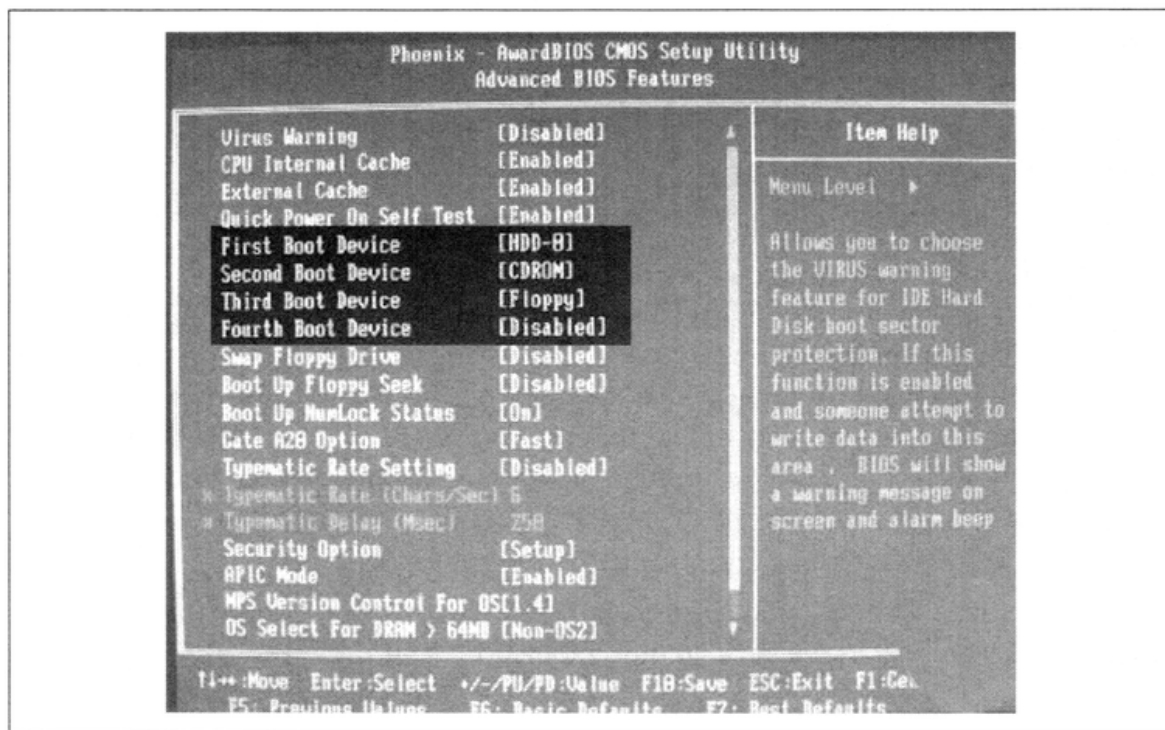 Phoenix - AwardBIOS CMOS Setup Utility
Advanced BIOS Features
Virus Warning [Disabled]
CPU Internal Cache [Enabled]
External Cache [Enabled]
Quick Power On Self Test [Enabled]
First Boot Device [HDD-0]
Second Boot Device [CDROM]
Third Boot Device [Floppy]
Fourth Boot Device [Disabled]
Swap Floppy Drive [Disabled]
Boot Up Floppy Seek [Disabled]
Boot Up NumLock Status [On]
Gate A20 Option [Fast]
Typematic Rate Setting [Disabled]
x Typematic Rate (Chars/Sec) 6
x Typematic Delay (Msec) 250
Security Option [Setup]
APIC Mode [Enabled]
MPS Version Control For OS[1.4]
OS Select For DRAM > 64MB [Non-OS2]
Item Help
Menu Level ▸
Allows you to choose
the VIRUS warning
feature for IDE Hard
Disk boot sector
protection. If this
function is enabled
and someone attempt to
write data into this
area , BIOS will show
a warning message on
screen and alarm beep
↑↓→←:Move Enter:Select +/-/PU/PD:Value F10:Save ESC:Exit
F5: Previous Values F6: Basic Defaults F7: Best Defaults